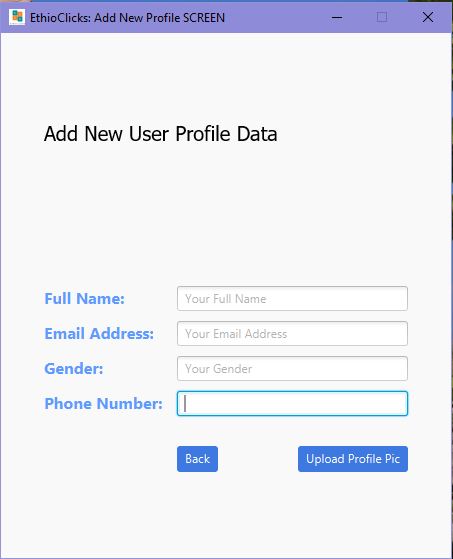 EthioClicks: Add New Profile SCREEN
Add New User Profile Data
Full Name: Your Full Name
Email Address: Your Email Address
Gender: Your Gender
Phone Number:
Back Upload Profile Pic